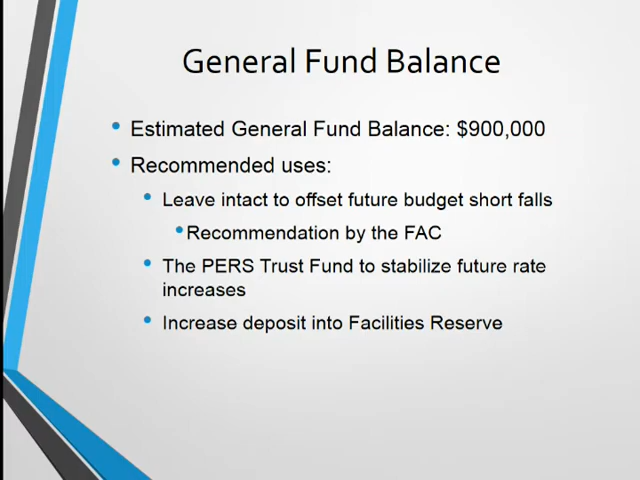 General Fund Balance
• Estimated General Fund Balance: $900,000
• Recommended uses:
• Leave intact to offset future budget short falls
• Recommendation by the FAC
• The PERS Trust Fund to stabilize future rate
increases
• Increase deposit into Facilities Reserve